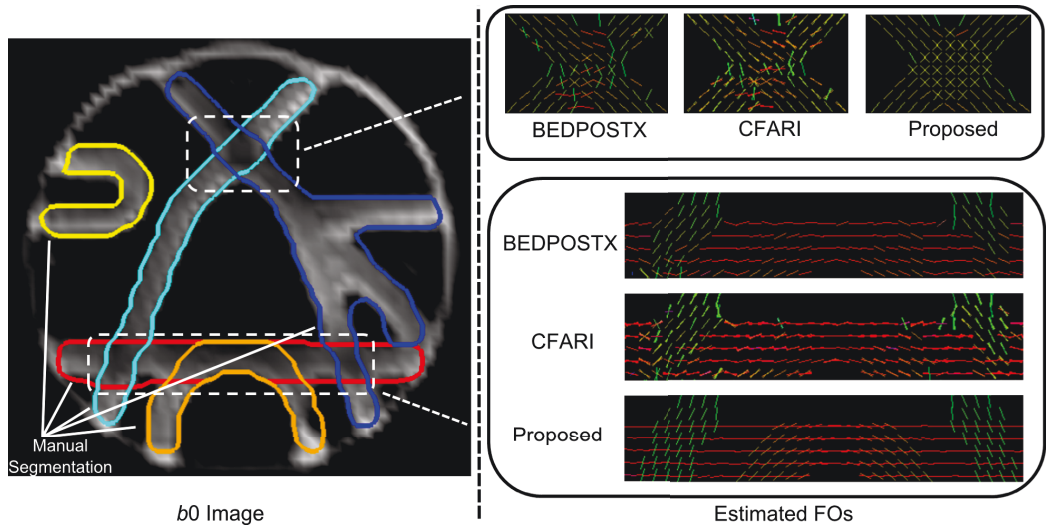 BEDPOSTX
CFARI
Proposed
BEDPOSTX
CFARI
Proposed
Manual
Segmentation
b0 Image
Estimated FOs